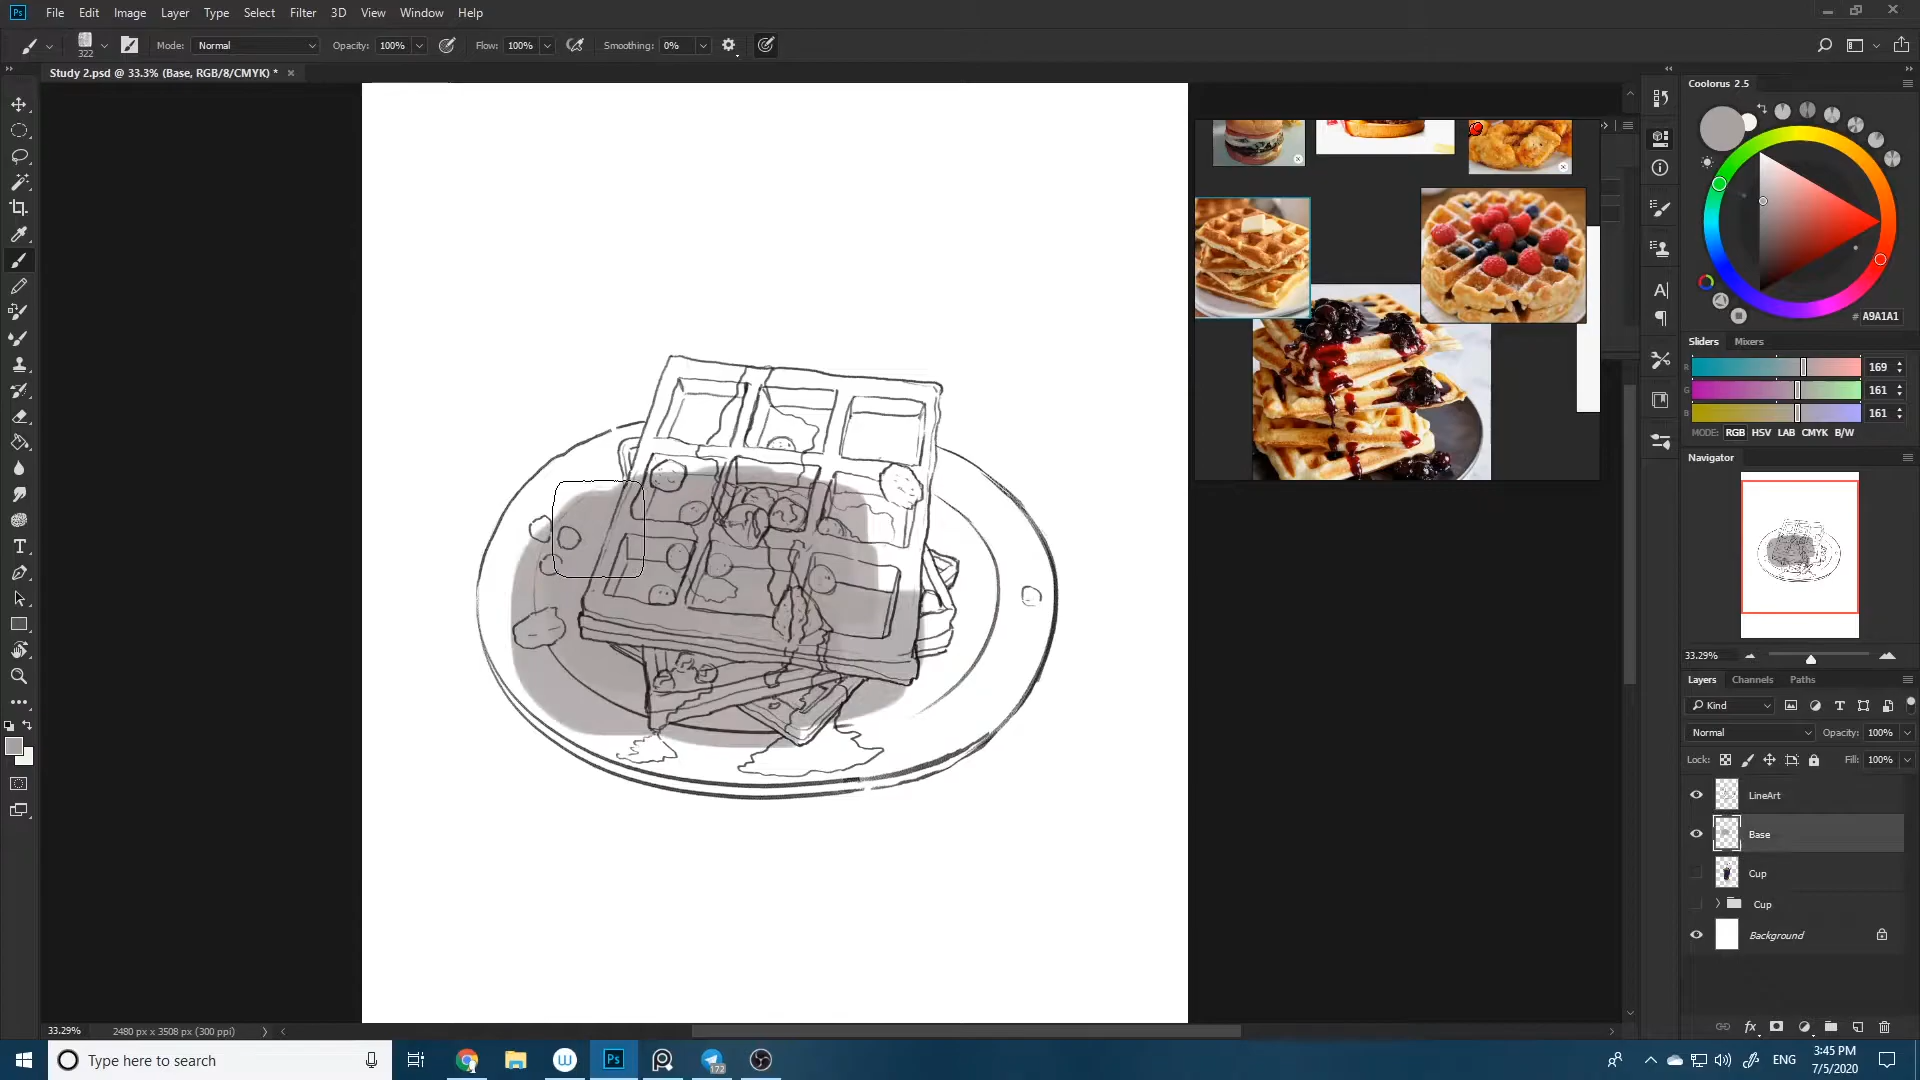 Ps File Edit Image Layer Type Select Filter 3D View Window Help
322 Mode: Normal Opacity: 100% Flow: 100% Smoothing: 0%
Study 2.psd @ 33.3% (Base, RGB/8/CMYK) *
Coolorus 2.5
# A9A1A1
Sliders Mixers
R 169
G 161
B 161
MODE: RGB HSV LAB CMYK B/W
Navigator
33.29%
Layers Channels Paths
Kind
Normal Opacity: 100%
Lock: Fill: 100%
LineArt
Base
Cup
Cup
Background
33.29% 2480 px x 3508 px (300 ppi)
Type here to search
W
Ps
172
ENG
3:45 PM
7/5/2020